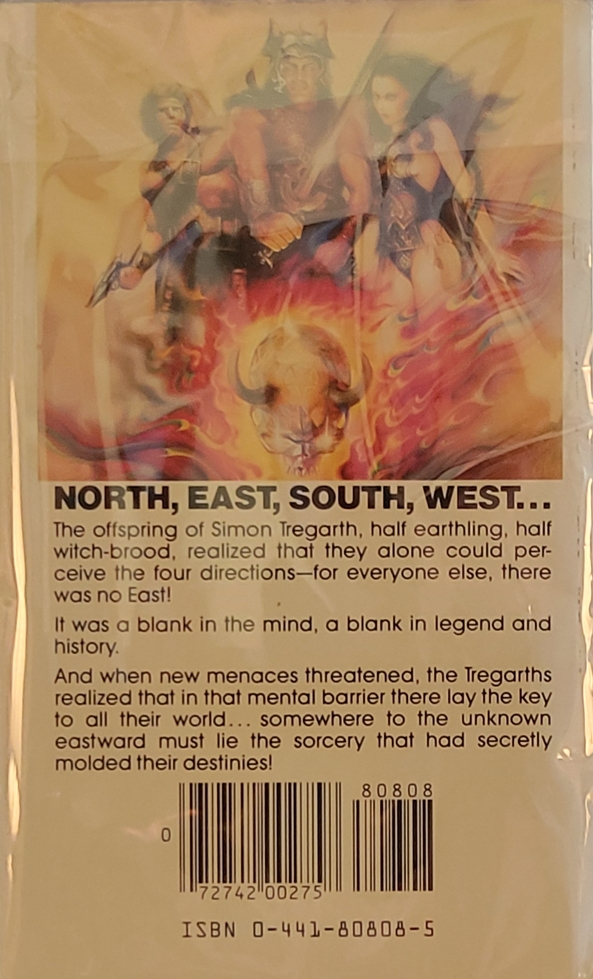 NORTH, EAST, SOUTH, WEST...
The offspring of Simon Tregarth, half earthling, half
witch-brood, realized that they alone could per-
ceive the four directions—for everyone else, there
was no East!
It was a blank in the mind, a blank in legend and
history.
And when new menaces threatened, the Tregarths
realized that in that mental barrier there lay the key
to all their world... somewhere to the unknown
eastward must lie the sorcery that had secretly
molded their destinies!
80808
0
72742 00275
ISBN 0-441-80808-5